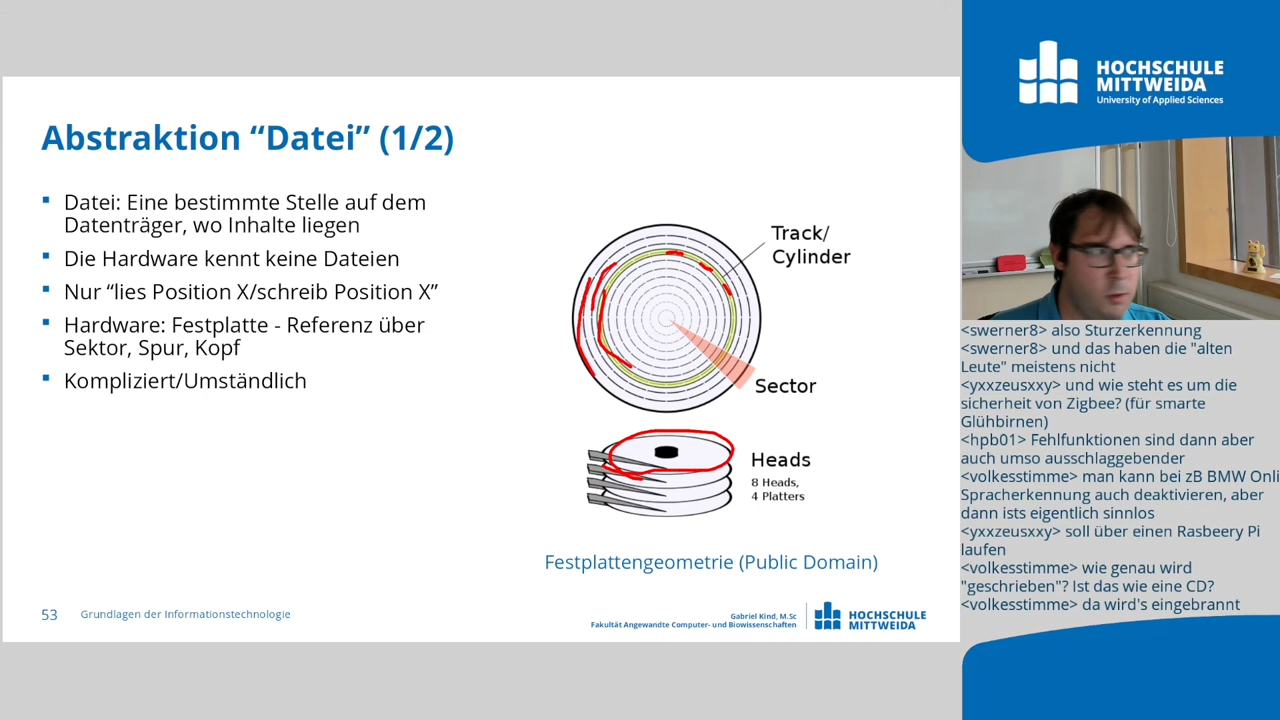 Abstraktion “Datei” (1/2)
Datei: Eine bestimmte Stelle auf dem
Datenträger, wo Inhalte liegen
Die Hardware kennt keine Dateien
Nur “lies Position X/schreib Position X”
Hardware: Festplatte - Referenz über
Sektor, Spur, Kopf
Kompliziert/Umständlich
Track/
Cylinder
Sector
Heads
8 Heads,
4 Platters
Festplattengeometrie (Public Domain)
53
Grundlagen der Informationstechnologie
Gabriel Kind, M.Sc
Fakultät Angewandte Computer- und Biowissenschaften
HOCHSCHULE
MITTWEIDA
HOCHSCHULE
MITTWEIDA
University of Applied Sciences
<swerner8> also Sturzerkennung
<swerner8> und das haben die "alten
Leute" meistens nicht
<yxxzeusxxy> und wie steht es um die
sicherheit von Zigbee? (für smarte
Glühbirnen)
<hpb01> Fehlfunktionen sind dann aber
auch umso ausschlaggebender
<volkesstimme> man kann bei zB BMW Onli
Spracherkennung auch deaktivieren, aber
dann ists eigentlich sinnlos
<yxxzeusxxy> soll über einen Rasbeery Pi
laufen
<volkesstimme> wie genau wird
"geschrieben"? Ist das wie eine CD?
<volkesstimme> da wird's eingebrannt